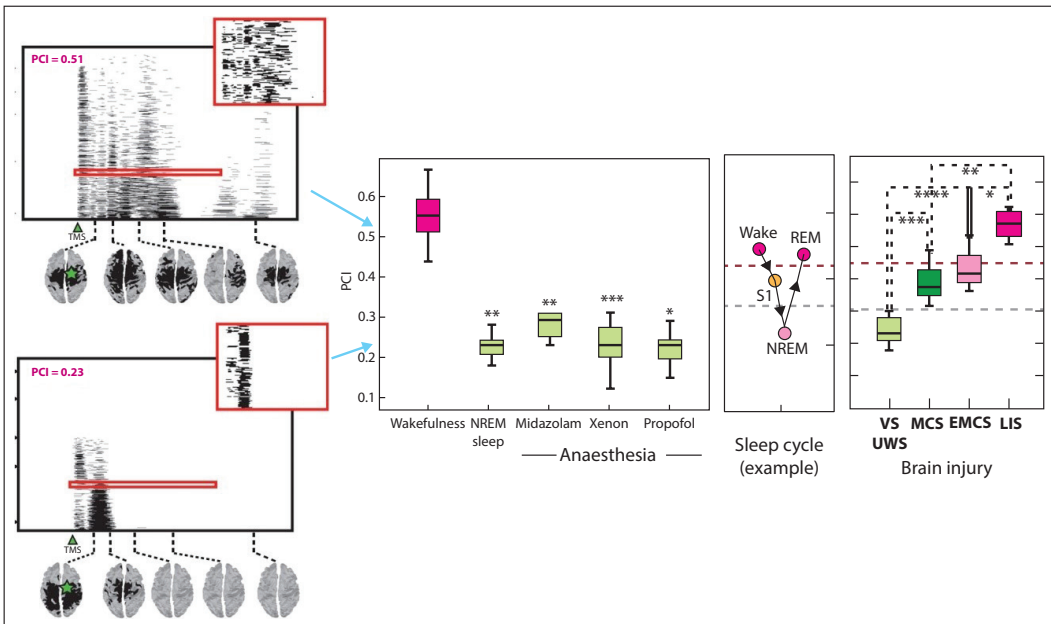 PCI = 0.51
TMS
PCI = 0.23
TMS
PCI
0.6
0.5
0.4
0.3
0.2
0.1
**
**
***
*
Wakefulness
NREM
sleep
Midazolam
Xenon
Propofol
Anaesthesia
Wake
REM
S1
NREM
Sleep cycle
(example)
**
****
*
***
VS
UWS
MCS
EMCS
LIS
Brain injury